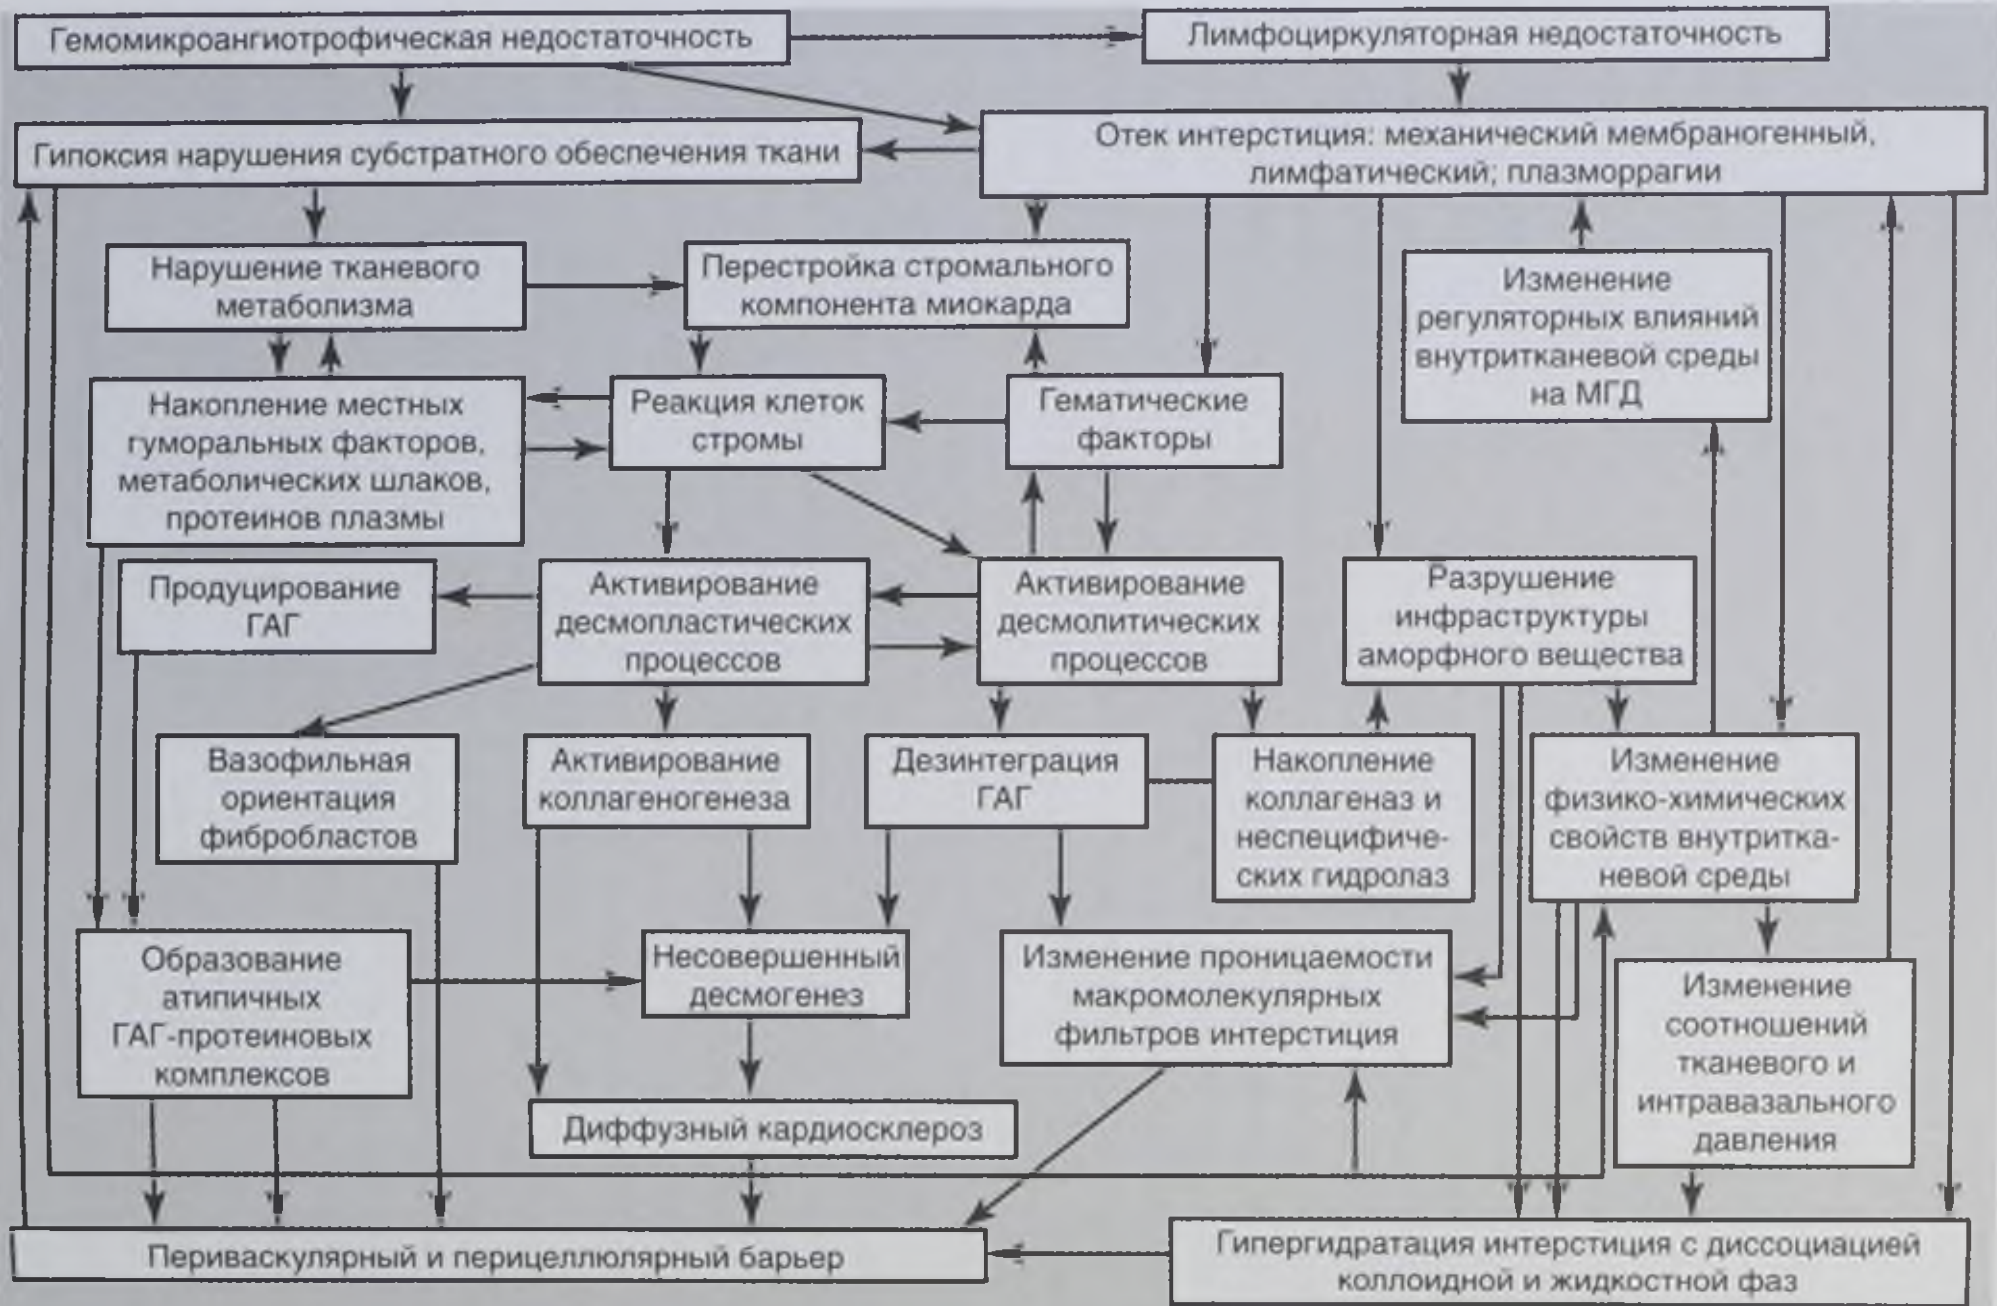 Гемомикроангиотрофическая недостаточность
Лимфоциркуляторная недостаточность
Гипоксия нарушения субстратного обеспечения ткани
Отек интерстиция: механический мембраногенный,
лимфатический; плазморрагии
Нарушение тканевого
метаболизма
Перестройка стромального
компонента миокарда
Изменение
регуляторных влияний
внутритканевой среды
на МГД
Накопление местных
гуморальных факторов,
метаболических шлаков,
протеинов плазмы
Реакция клеток
стромы
Гематические
факторы
Продуцирование
ГАГ
Активирование
десмопластических
процессов
Активирование
десмолитических
процессов
Разрушение
инфраструктуры
аморфного вещества
Вазофильная
ориентация
фибробластов
Активирование
коллагеногенеза
Дезинтеграция
ГАГ
Накопление
коллагеназ и
неспецифиче-
ских гидролаз
Изменение
физико-химических
свойств внутритка-
невой среды
Образование
атипичных
ГАГ-протеиновых
комплексов
Несовершенный
десмогенез
Изменение проницаемости
макромолекулярных
фильтров интерстиция
Изменение
соотношений
тканевого и
интравазального
давления
Диффузный кардиосклероз
Периваскулярный и перицеллюлярный барьер
Гипергидратация интерстиция с диссоциацией
коллоидной и жидкостной фаз